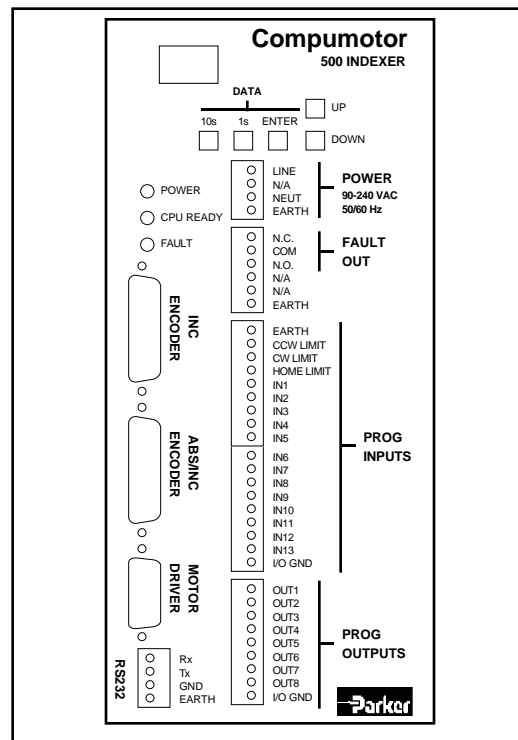 Compumotor
500 INDEXER
DATA
UP
10s 1s ENTER
DOWN
POWER
CPU READY
FAULT
LINE
N/A
NEUT
EARTH
POWER
90-240 VAC
50/60 Hz
N.C.
COM
N.O.
N/A
N/A
EARTH
FAULT
OUT
INC
ENCODER
EARTH
CCW LIMIT
CW LIMIT
HOME LIMIT
IN1
IN2
IN3
IN4
IN5
IN6
IN7
IN8
IN9
IN10
IN11
IN12
IN13
I/O GND
PROG
INPUTS
ABS/INC
ENCODER
MOTOR
DRIVER
OUT1
OUT2
OUT3
OUT4
OUT5
OUT6
OUT7
OUT8
I/O GND
PROG
OUTPUTS
RS232
Rx
Tx
GND
EARTH
Parker